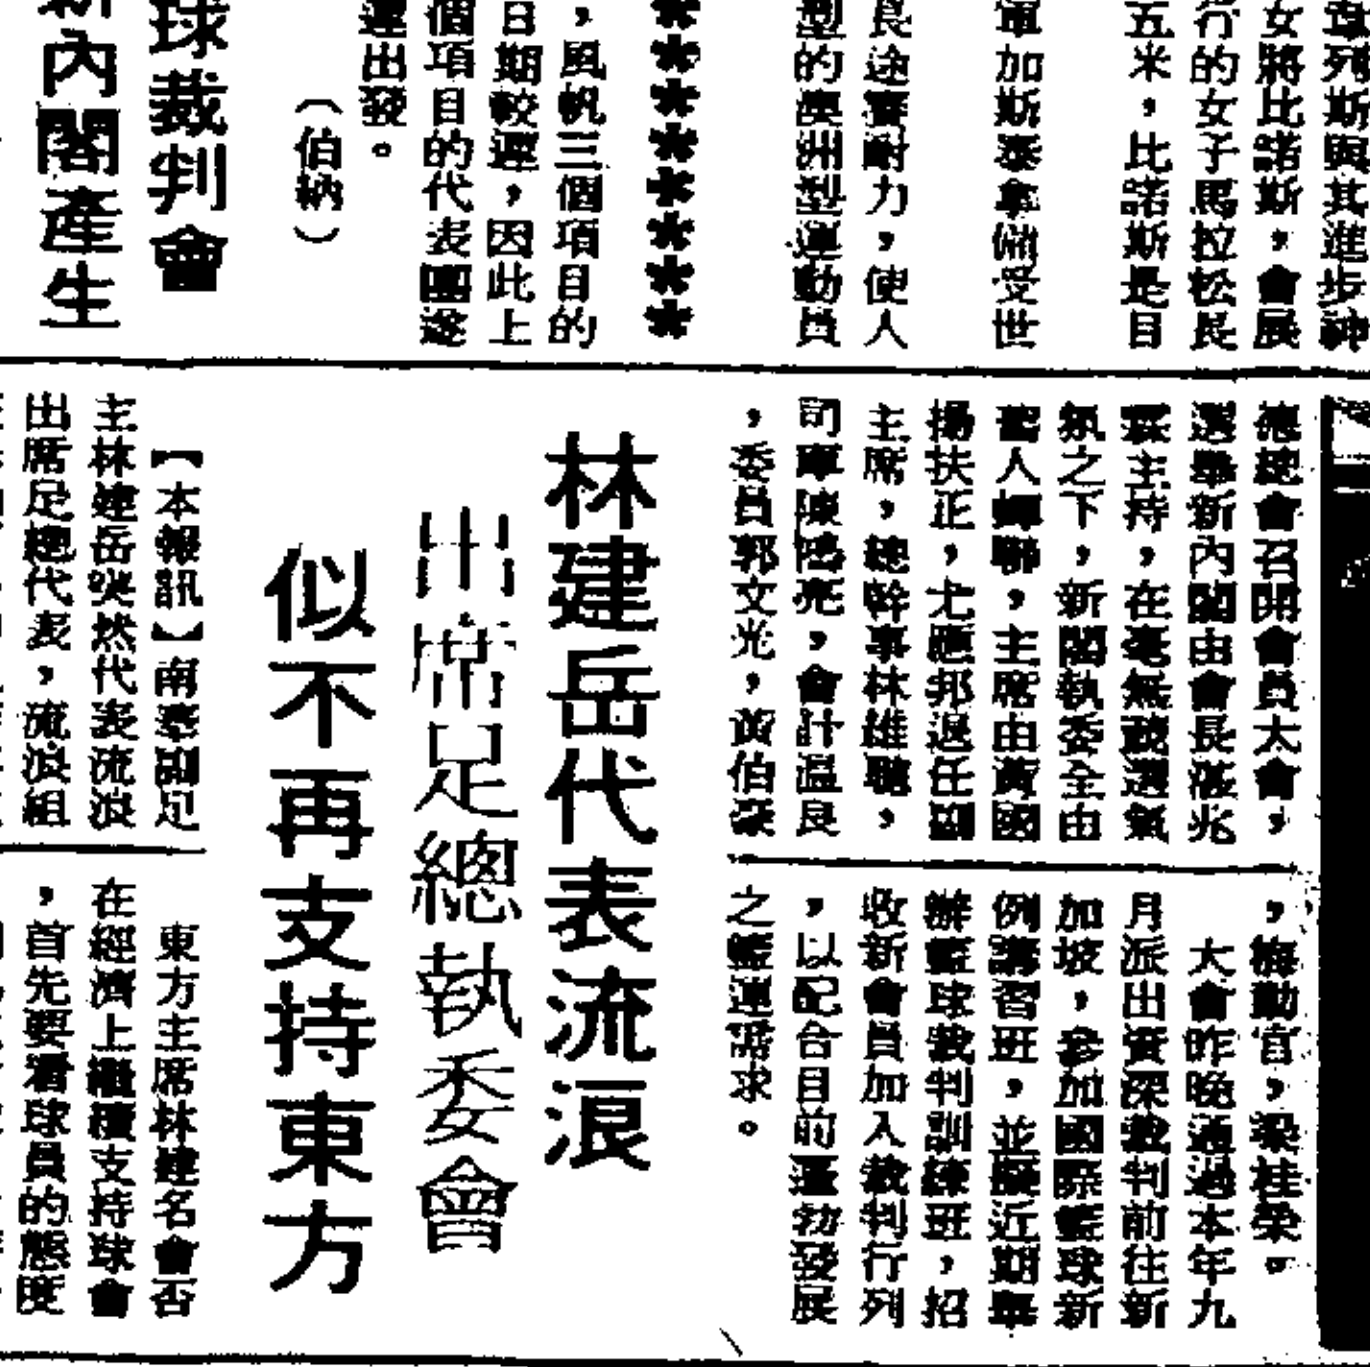 其進步神
女將比諾斯，會展
行的女子馬拉松長
五米，比諾斯是目
軍加斯泰拿備受世
長途賽耐力，使人
型的澳洲型運動員
，風帆三個項目的
日期較遲，因此上
個項目的代表團遂
遲出發。
（伯納）
球裁判會
新內閣產生
德總會召開會員大會，
選舉新內閣由會長湛兆
霖主持，在毫無競選氣
氛之下，新閣執委全由
舊人蟬聯，主席由黃國
揚扶正，尤匯邦退任副
主席，總幹事林雄聰，
司庫陳鴻亮，會計溫良
，委員郭文光，黃伯豪
，梅勤官，梁桂榮。
大會昨晚通過本年九
月派出資深裁判前往新
加坡，參加國際籃球新
例講習班，並擬近期舉
辦籃球裁判訓練班，招
收新會員加入裁判行列
，以配合目前蓬勃發展
之籃運需求。
林建岳代表流浪
出席足總執委會
似不再支持東方
【本報訊】南華副足
主林建岳突然代表流浪
出席足總代表，流浪組
東方主席林建名會否
在經濟上繼續支持球會
，首先要看球員的態度